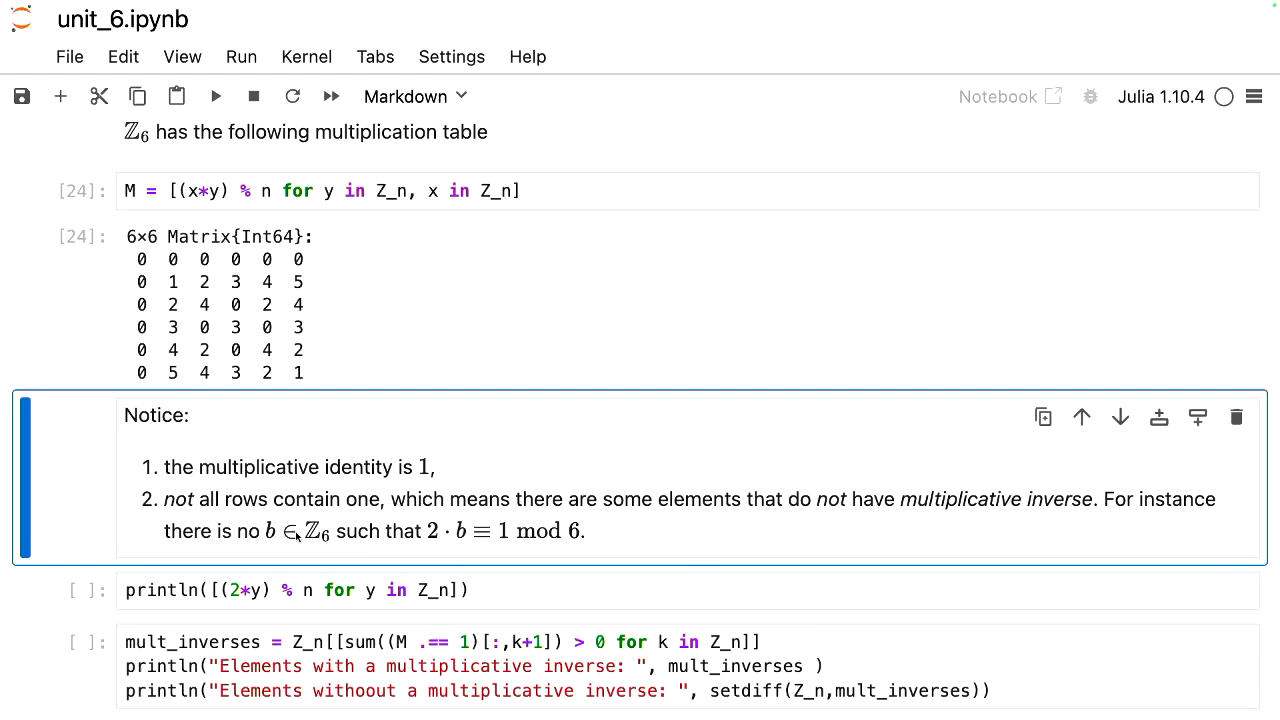 unit_6.ipynb
File Edit View Run Kernel Tabs Settings Help
Markdown Notebook Julia 1.10.4
ℤ₆ has the following multiplication table
[24]: M = [(x*y) % n for y in Z_n, x in Z_n]
[24]: 6×6 Matrix{Int64}:
0 0 0 0 0 0
0 1 2 3 4 5
0 2 4 0 2 4
0 3 0 3 0 3
0 4 2 0 4 2
0 5 4 3 2 1
Notice:
1. the multiplicative identity is 1,
2. not all rows contain one, which means there are some elements that do not have multiplicative inverse. For instance
there is no b ∈ ℤ₆ such that 2 · b ≡ 1 mod 6.
[ ]: println([(2*y) % n for y in Z_n])
[ ]: mult_inverses = Z_n[[sum((M .== 1)[:,k+1]) > 0 for k in Z_n]]
println("Elements with a multiplicative inverse: ", mult_inverses )
println("Elements withoout a multiplicative inverse: ", setdiff(Z_n,mult_inverses))